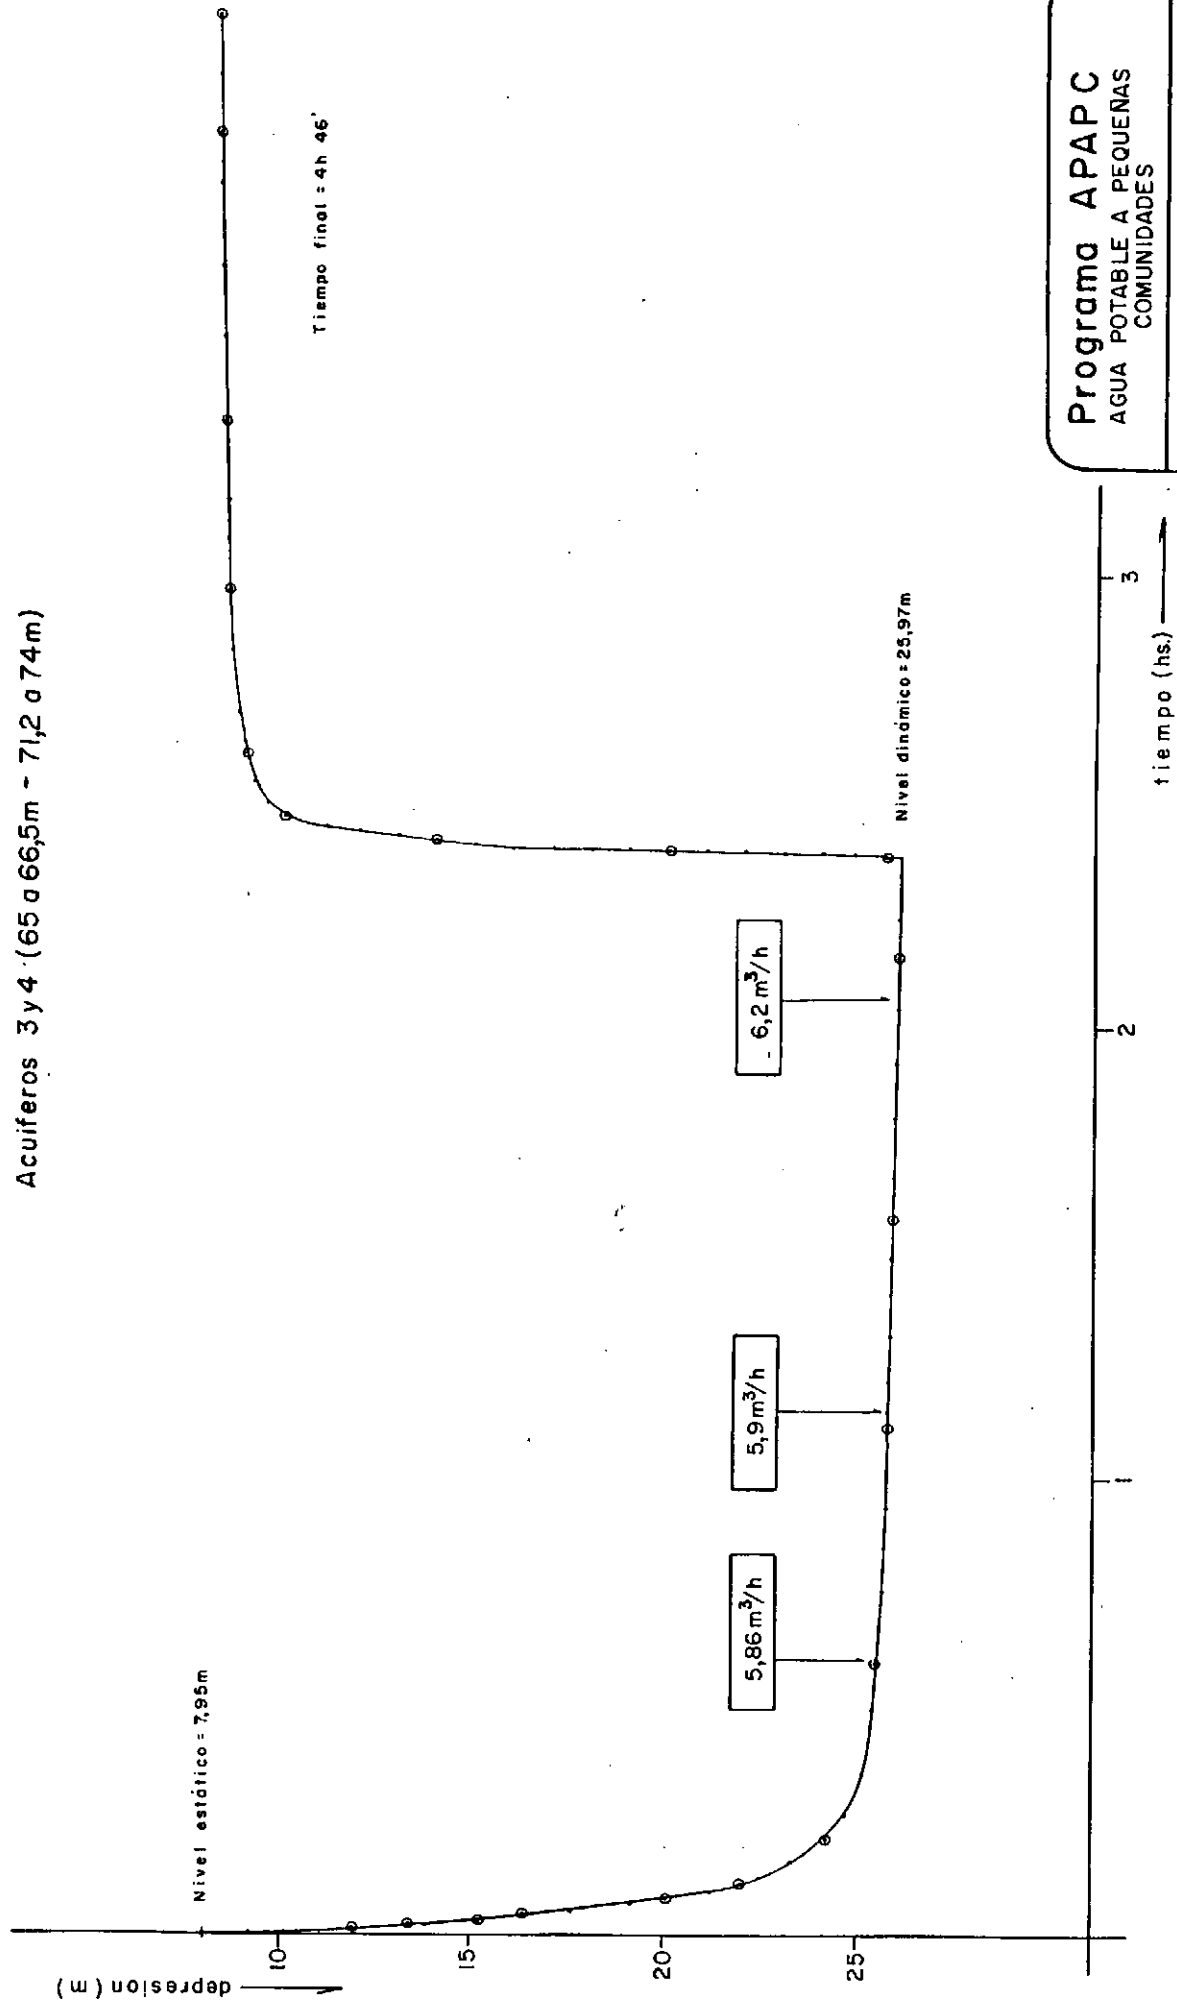 Acuiferos 3 y 4 (65 a 66,5m - 71,2 a 74m)
Nivel estático = 7,95m
Tiempo final = 4h 46'
depresion (m)
10
15
20
25
5,86 m³/h
5,9 m³/h
6,2 m³/h
Nivel dinámico = 25,97m
1
2
3
tiempo (hs.)
Programa APAPC
AGUA POTABLE A PEQUEÑAS
COMUNIDADES